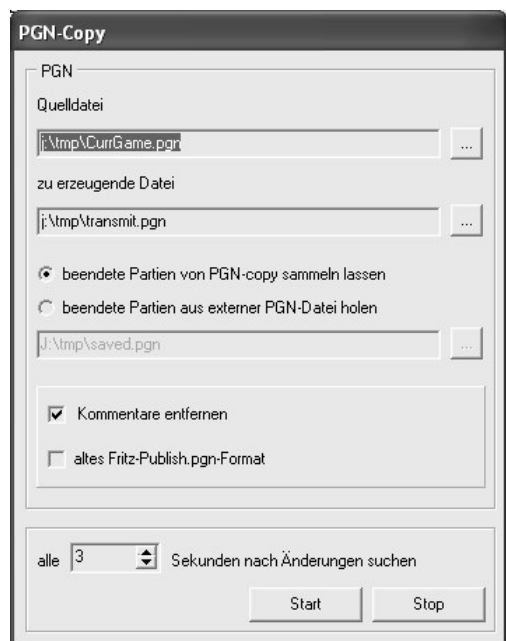 PGN-Copy
PGN
Quelldatei
j:\tmp\CurrGame.pgn
...
zu erzeugende Datei
j:\tmp\transmit.pgn
...
beendete Partien von PGN-copy sammeln lassen
beendete Partien aus externer PGN-Datei holen
J:\tmp\saved.pgn
...
Kommentare entfernen
altes Fritz-Publish.pgn-Format
alle 3 Sekunden nach Änderungen suchen
Start Stop